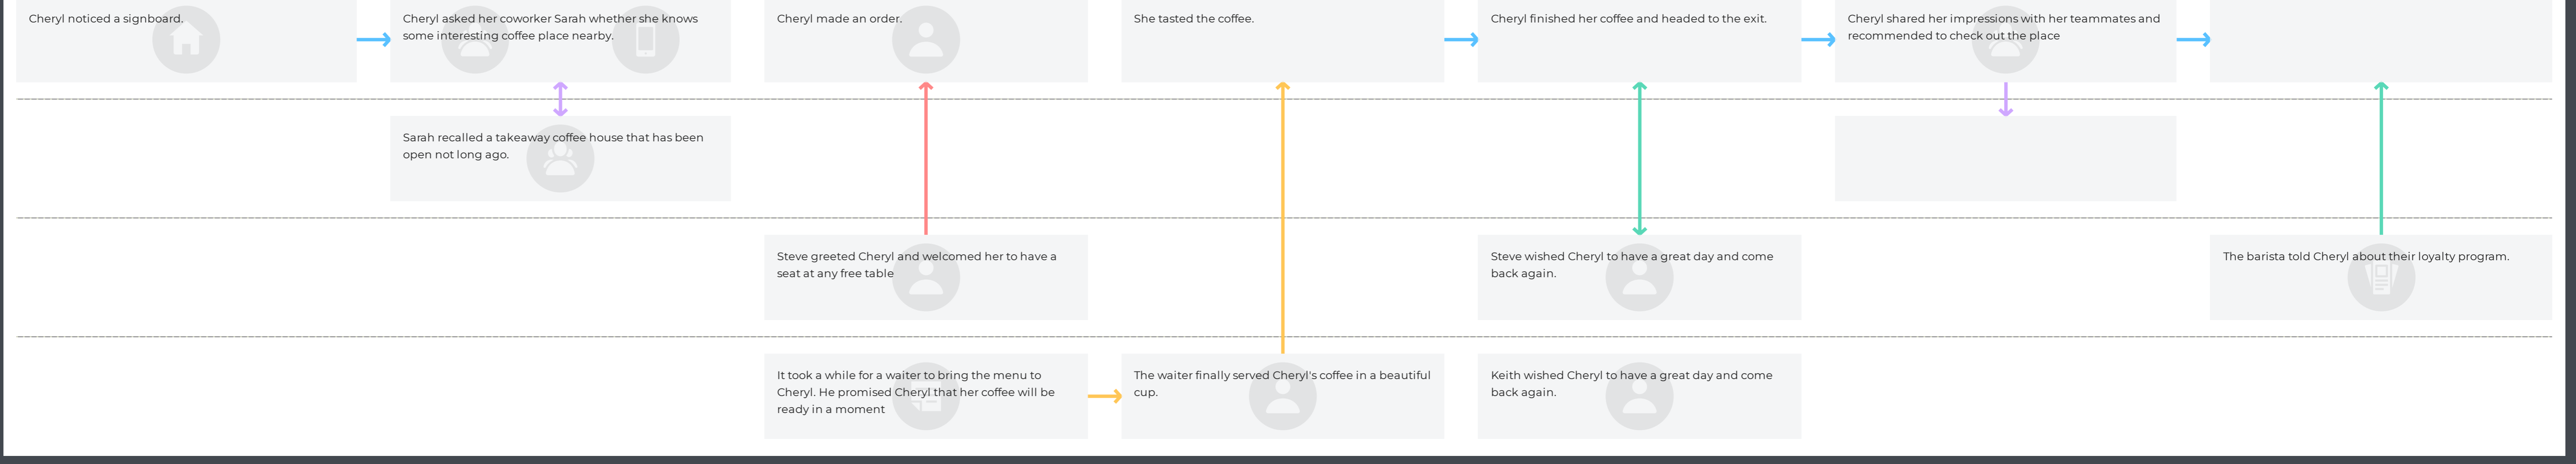 Cheryl noticed a signboard.
Cheryl asked her coworker Sarah whether she knows
some interesting coffee place nearby.
Cheryl made an order.
She tasted the coffee.
Cheryl finished her coffee and headed to the exit.
Cheryl shared her impressions with her teammates and
recommended to check out the place
Sarah recalled a takeaway coffee house that has been
open not long ago.
Steve greeted Cheryl and welcomed her to have a
seat at any free table
Steve wished Cheryl to have a great day and come
back again.
The barista told Cheryl about their loyalty program.
It took a while for a waiter to bring the menu to
Cheryl. He promised Cheryl that her coffee will be
ready in a moment
The waiter finally served Cheryl's coffee in a beautiful
cup.
Keith wished Cheryl to have a great day and come
back again.